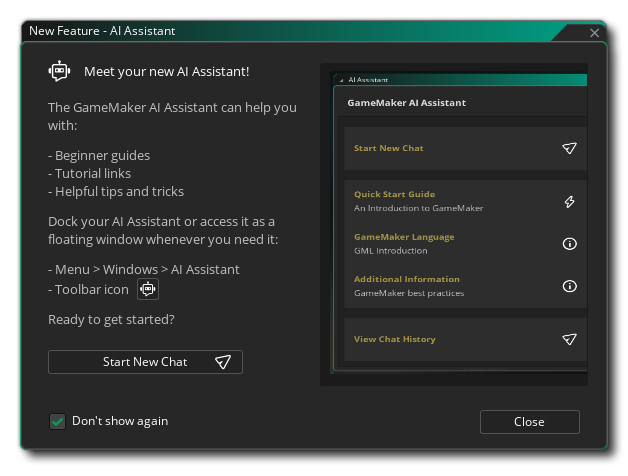 New Feature - AI Assistant
Meet your new AI Assistant!
The GameMaker AI Assistant can help you
with:
- Beginner guides
- Tutorial links
- Helpful tips and tricks
Dock your AI Assistant or access it as a
floating window whenever you need it:
- Menu > Windows > AI Assistant
- Toolbar icon
Ready to get started?
Start New Chat
Don't show again
AI Assistant
GameMaker AI Assistant
Start New Chat
Quick Start Guide
An Introduction to GameMaker
GameMaker Language
GML Introduction
Additional Information
GameMaker best practices
View Chat History
Close